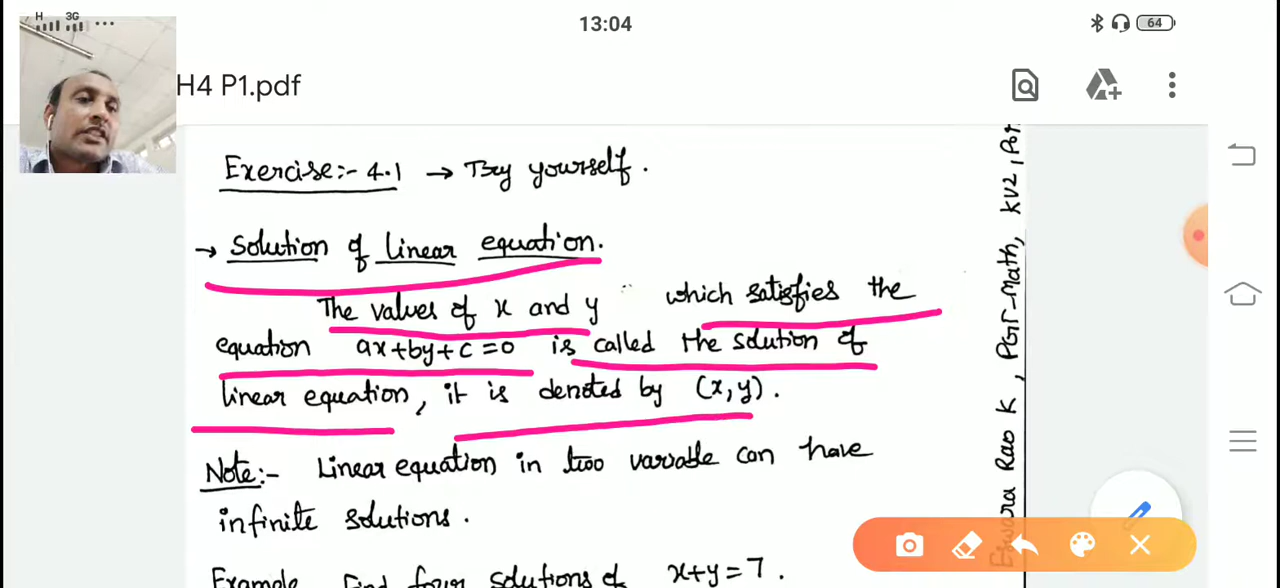 H 3G
13:04
64
H4 P1.pdf
Exercise:- 4.1 → Try yourself.
→ Solution of linear equation.
The values of x and y which satisfies the
equation ax+by+c=0 is called the solution of
linear equation, it is denoted by (x,y).
Note:- Linear equation in two variable can have
infinite solutions.
Example Find four solutions of x+y=7.
Rao K, PGT-Math, KV2,